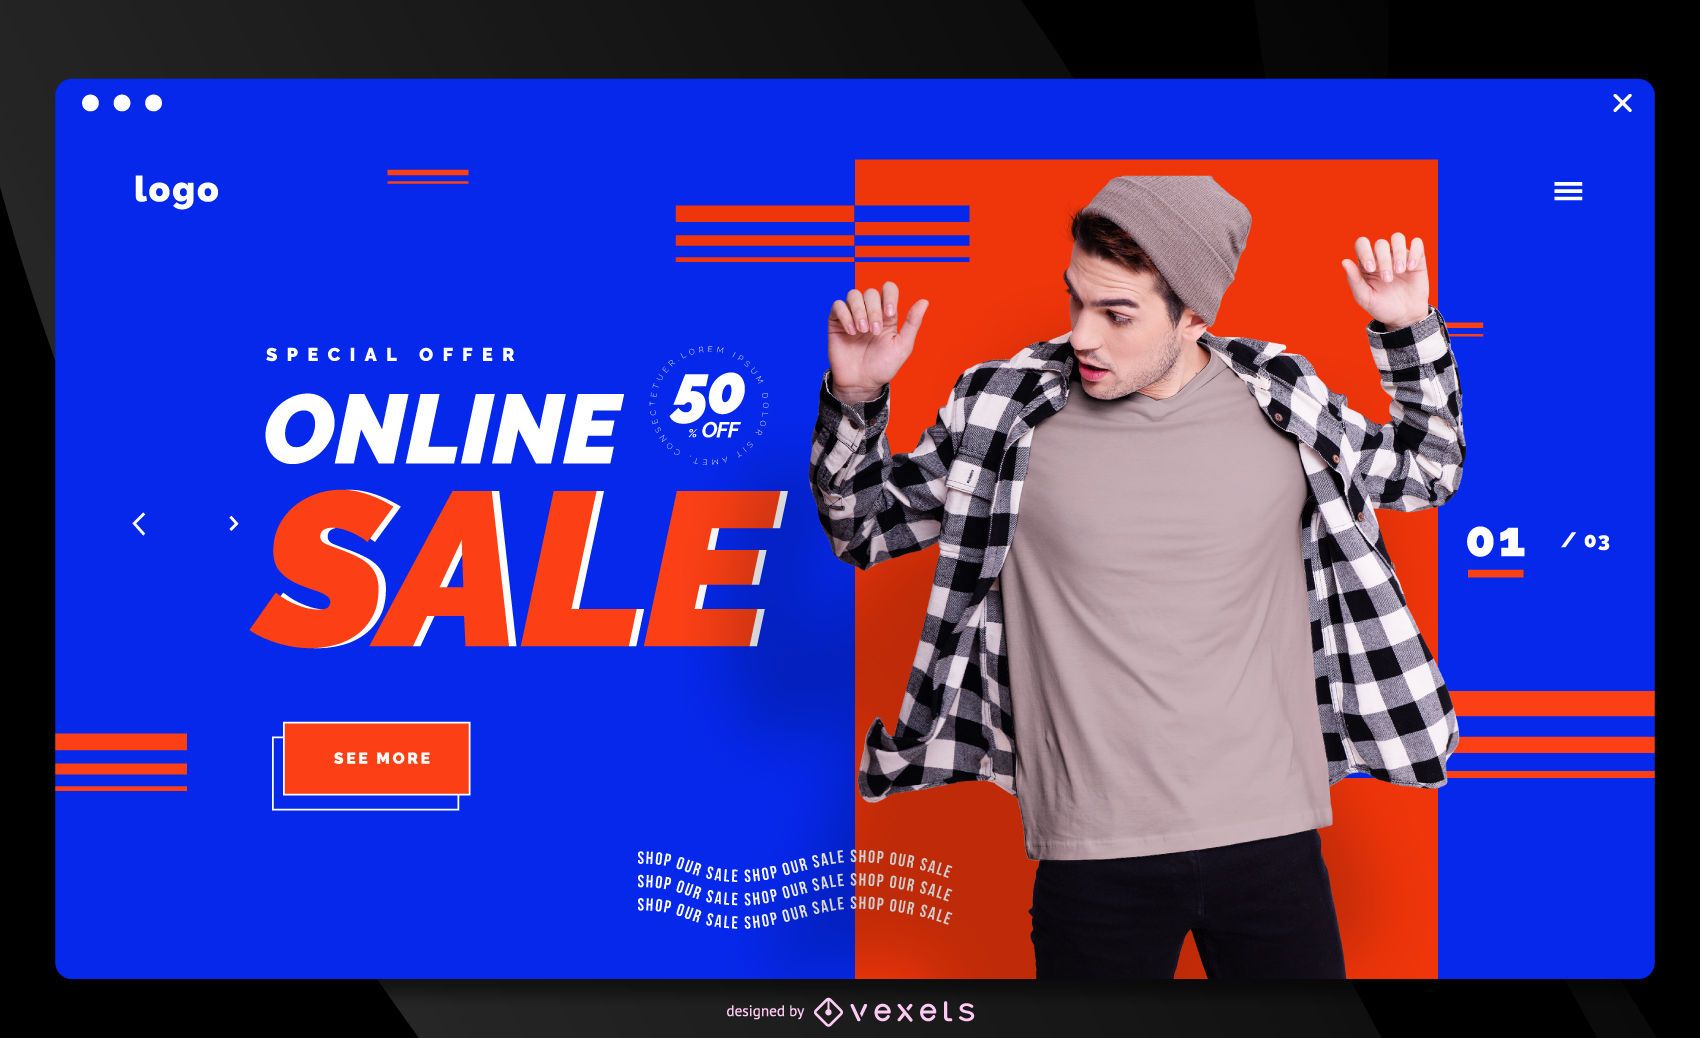 logo
SPECIAL OFFER
ONLINE
SALE
50
% OFF
LOREM IPSUM DOLOR SIT AMET, CONSECTETUER
01 / 03
SEE MORE
SHOP OUR SALE SHOP OUR SALE SHOP OUR SALE
SHOP OUR SALE SHOP OUR SALE SHOP OUR SALE
SHOP OUR SALE SHOP OUR SALE SHOP OUR SALE
designed by vexels